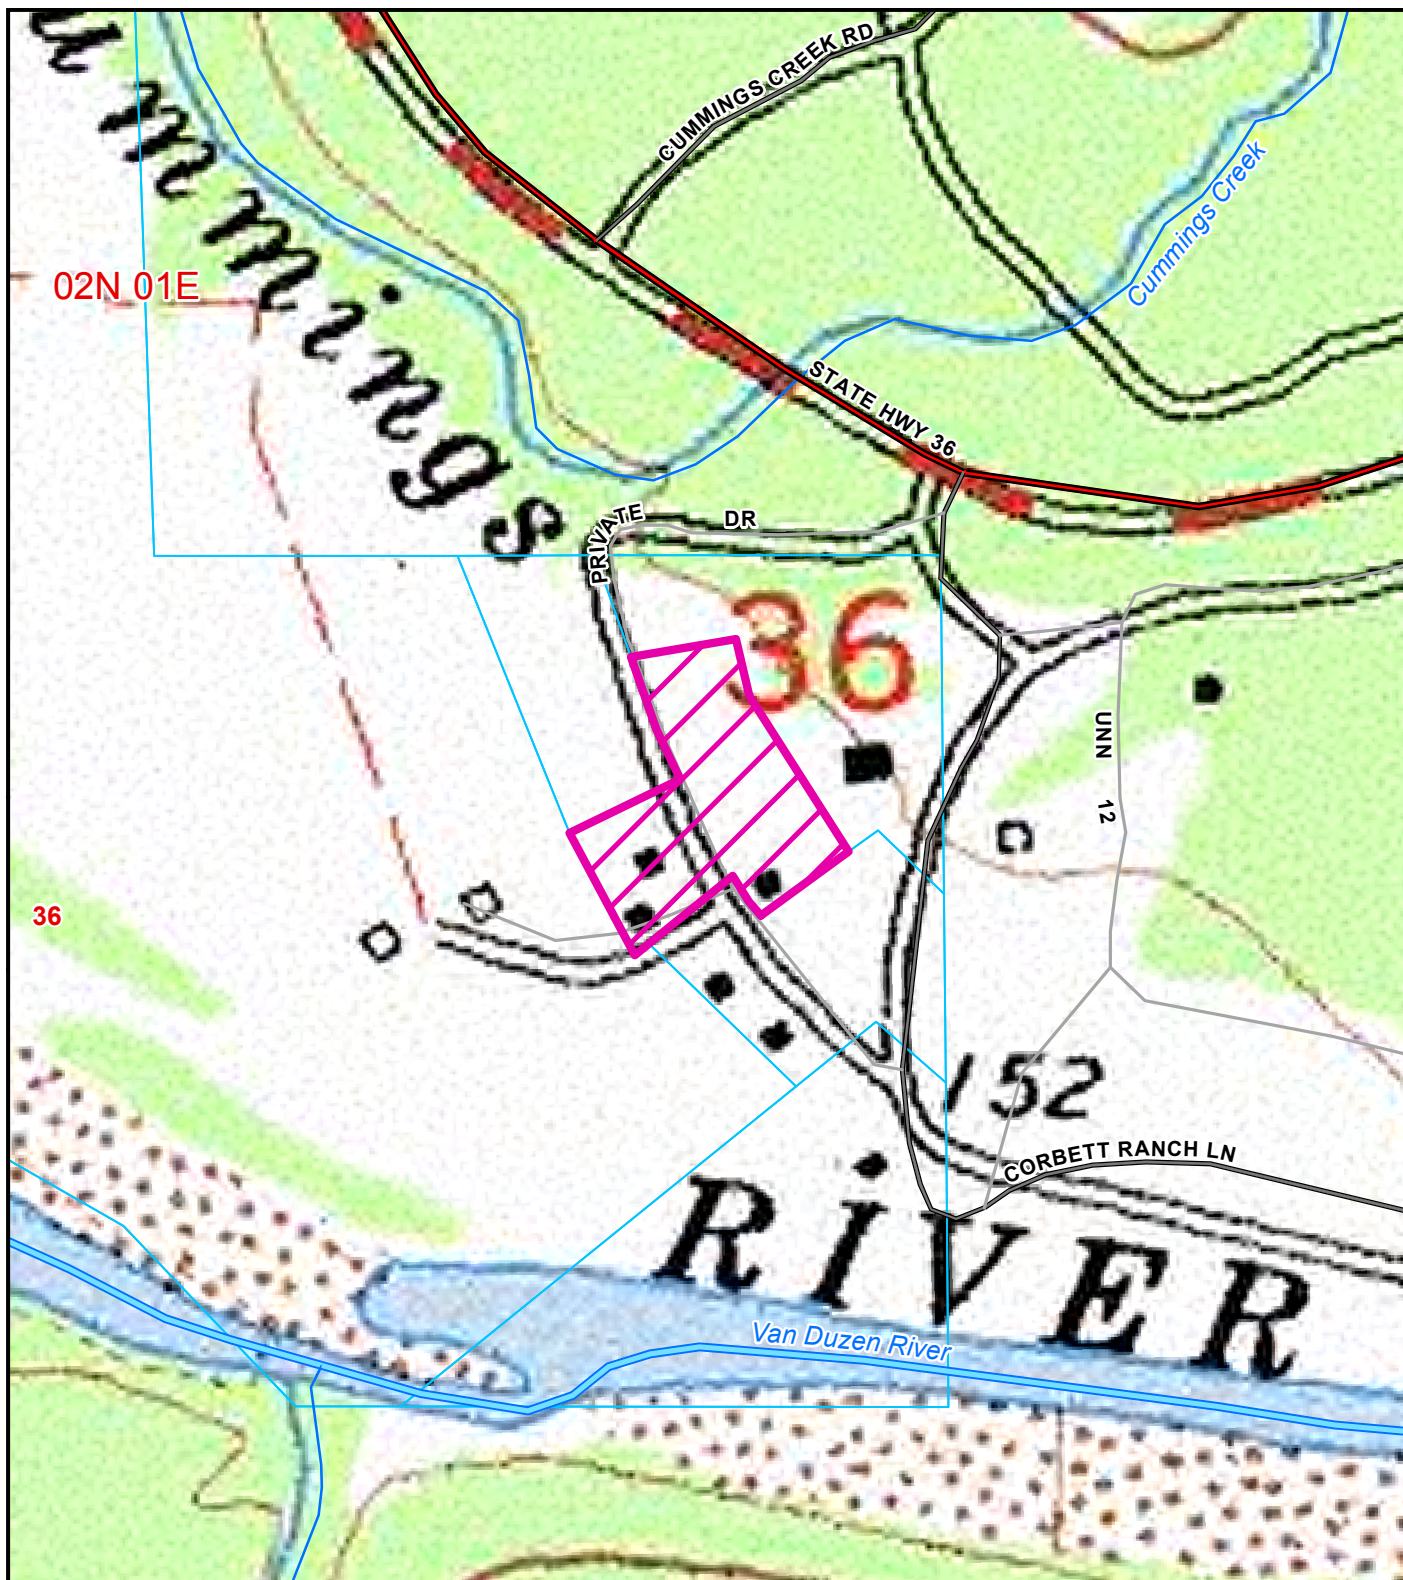 ummings
CUMMINGS CREEK RD
Cummings Creek
02N 01E
STATE HWY 36
PRIVATE DR
36
UNN 12
36
152
CORBETT RANCH LN
RIVER
Van Duzen River